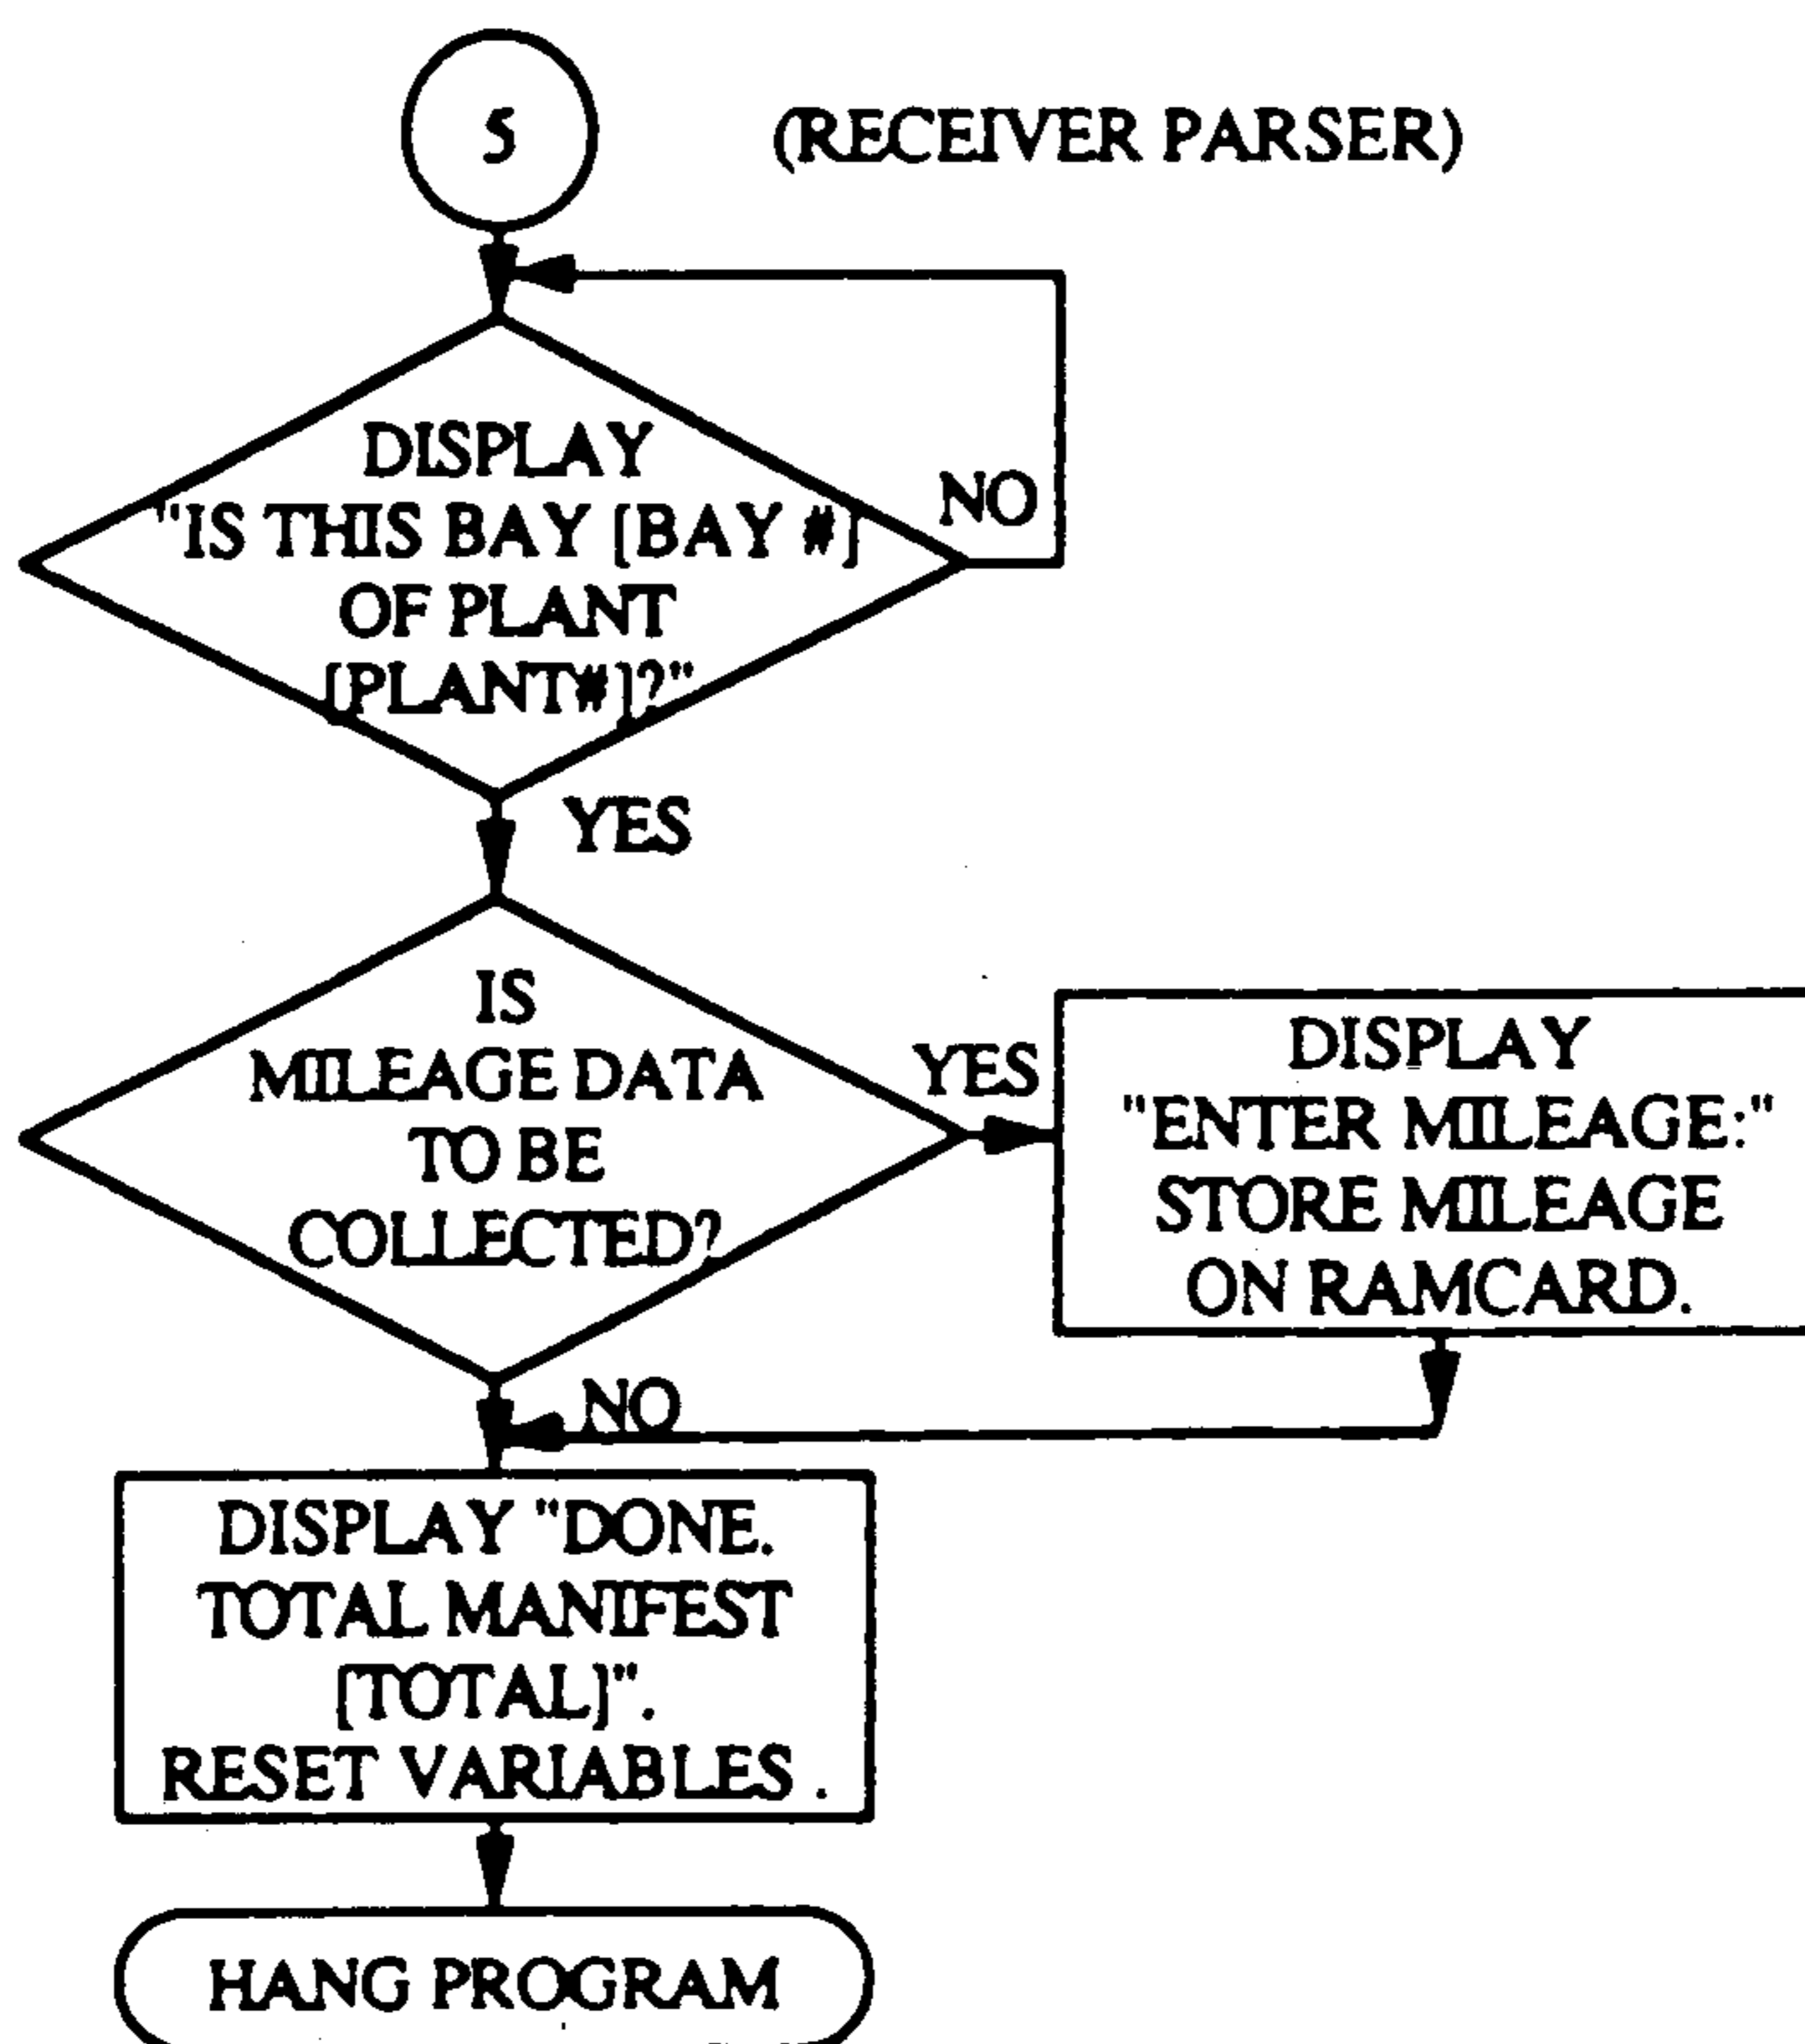 5
(RECEIVER PARSER)
DISPLAY
"IS THIS BAY [BAY #]
OF PLANT
[PLANT#]?"
NO
YES
IS
MILEAGE DATA
TO BE
COLLECTED?
YES
DISPLAY
"ENTER MILEAGE:"
STORE MILEAGE
ON RAMCARD.
NO
DISPLAY "DONE.
TOTAL MANIFEST
[TOTAL]".
RESET VARIABLES .
HANG PROGRAM